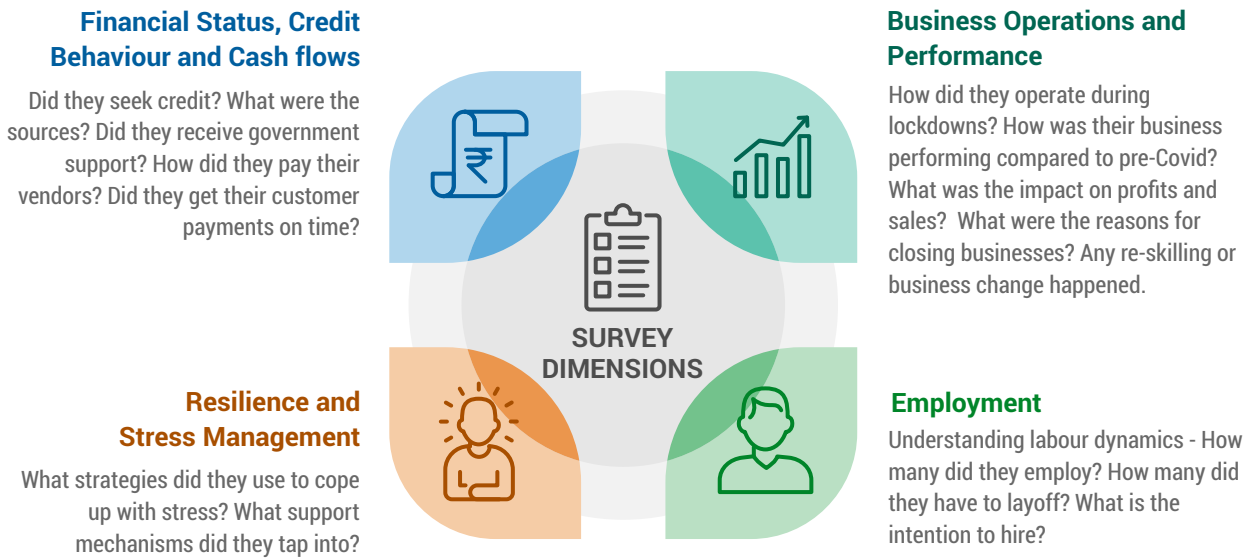 Financial Status, Credit
Behaviour and Cash flows
Did they seek credit? What were the
sources? Did they receive government
support? How did they pay their
vendors? Did they get their customer
payments on time?
Business Operations and
Performance
How did they operate during
lockdowns? How was their business
performing compared to pre-Covid?
What was the impact on profits and
sales?  What were the reasons for
closing businesses? Any re-skilling or
business change happened.
₹
SURVEY
DIMENSIONS
Resilience and
Stress Management
What strategies did they use to cope
up with stress? What support
mechanisms did they tap into?
Employment
Understanding labour dynamics - How
many did they employ? How many did
they have to layoff? What is the
intention to hire?